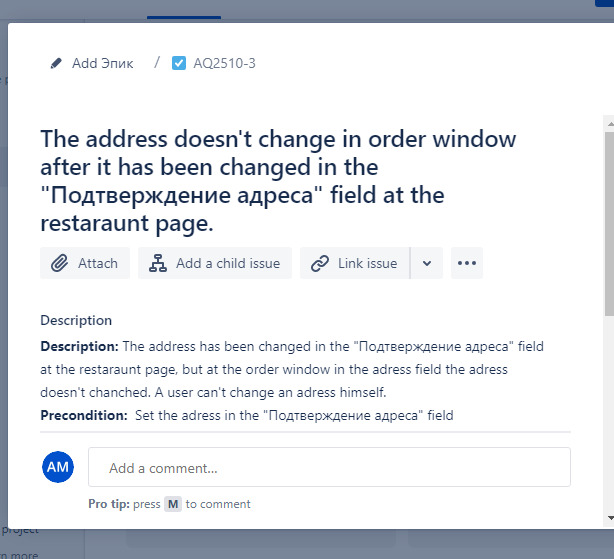 Add Эпик / AQ2510-3
The address doesn't change in order window
after it has been changed in the
"Подтверждение адреса" field at the
restaraunt page.
Attach Add a child issue Link issue
Description
Description: The address has been changed in the "Подтверждение адреса" field
at the restaraunt page, but at the order window in the adress field the adress
doesn't chanched. A user can't change an adress himself.
Precondition: Set the adress in the "Подтверждение адреса" field
AM Add a comment...
Pro tip: press M to comment
project
n more